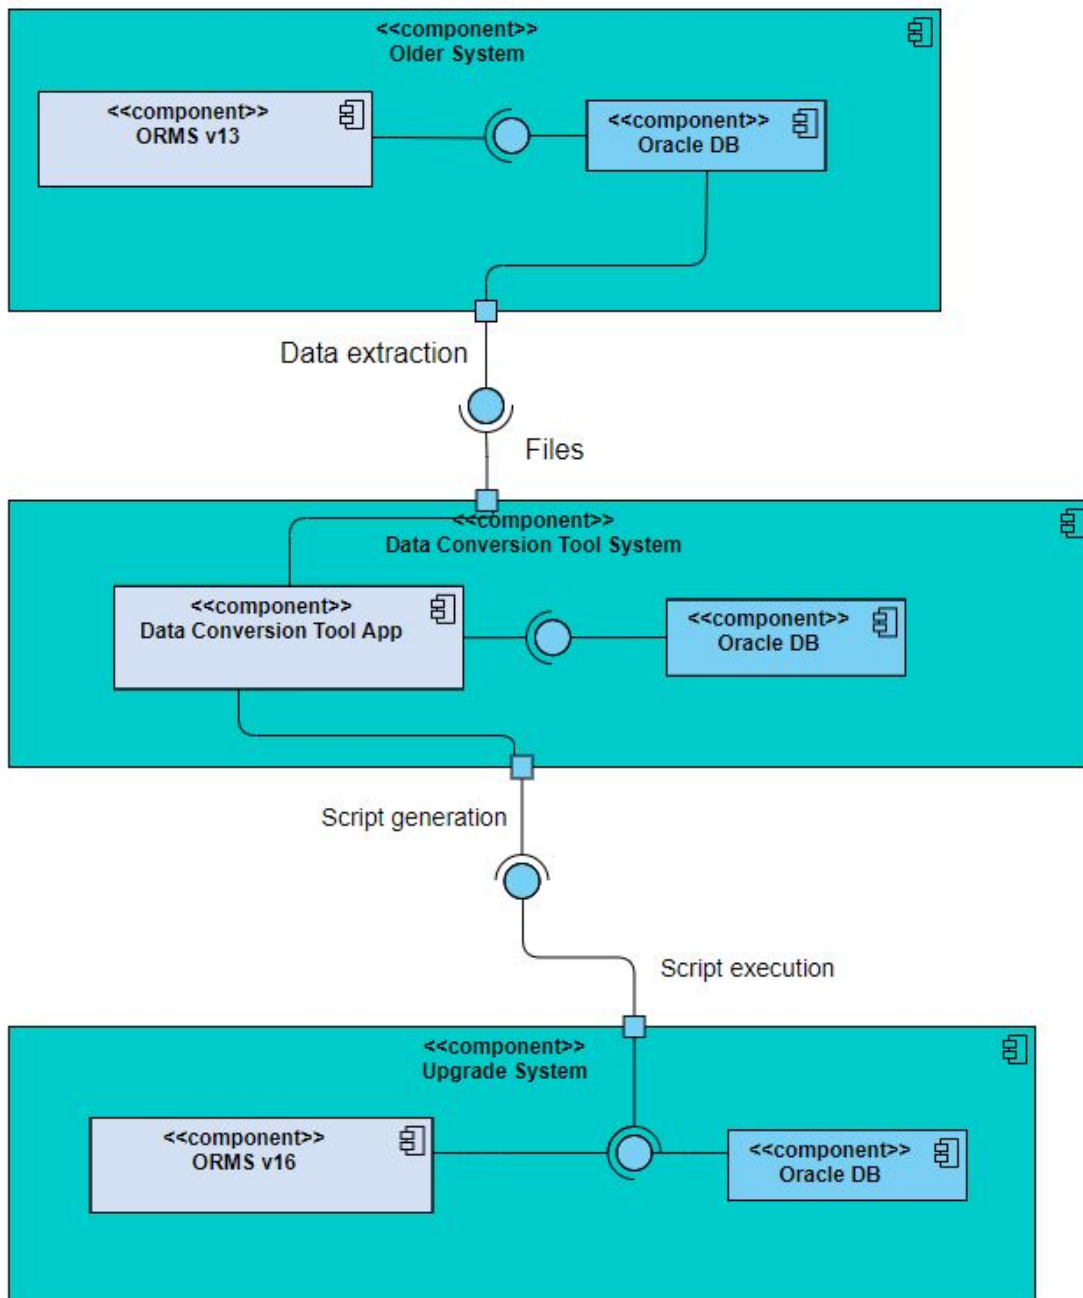 <<component>>
Older System
<<component>>
ORMS v13
<<component>>
Oracle DB
Data extraction
Files
<<component>>
Data Conversion Tool System
<<component>>
Data Conversion Tool App
<<component>>
Oracle DB
Script generation
Script execution
<<component>>
Upgrade System
<<component>>
ORMS v16
<<component>>
Oracle DB